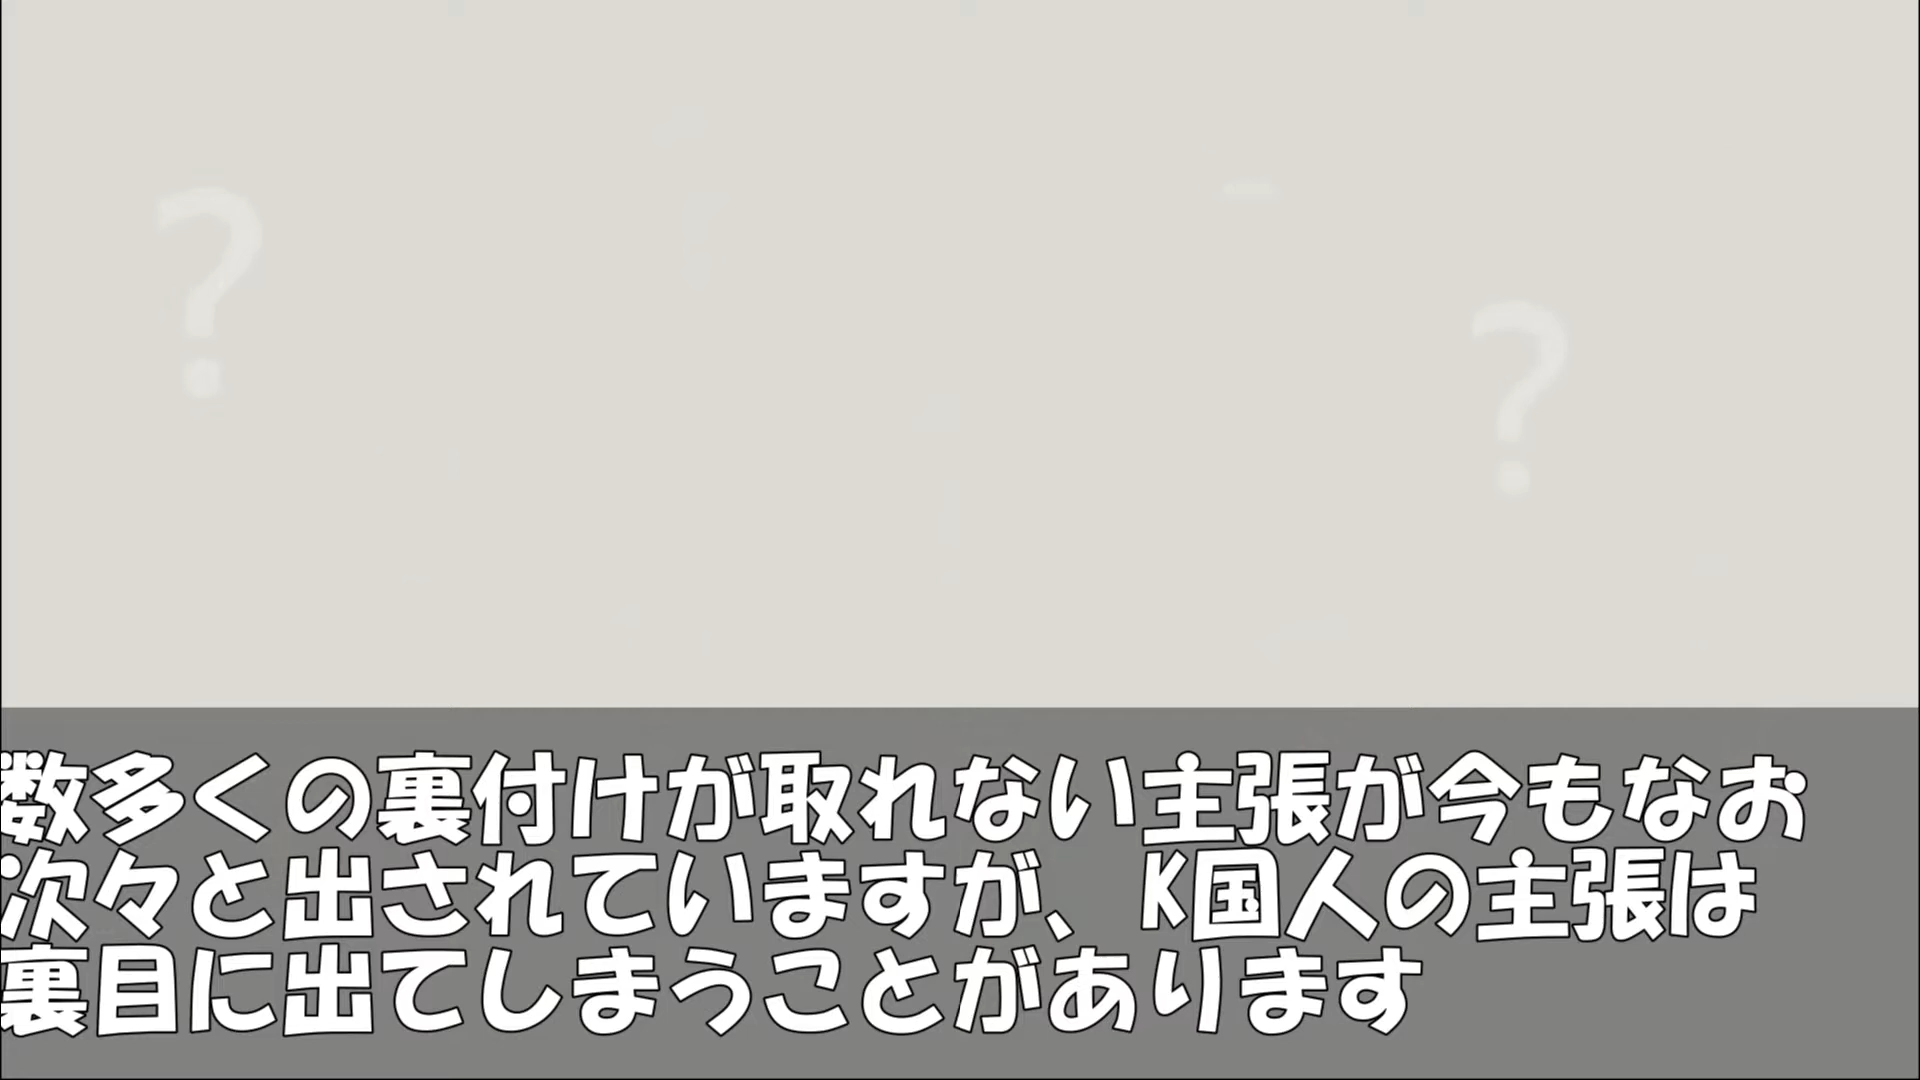 ?
?
数多くの裏付けが取れない主張が今もなお
次々と出されていますが、K国人の主張は
裏目に出てしまうことがあります